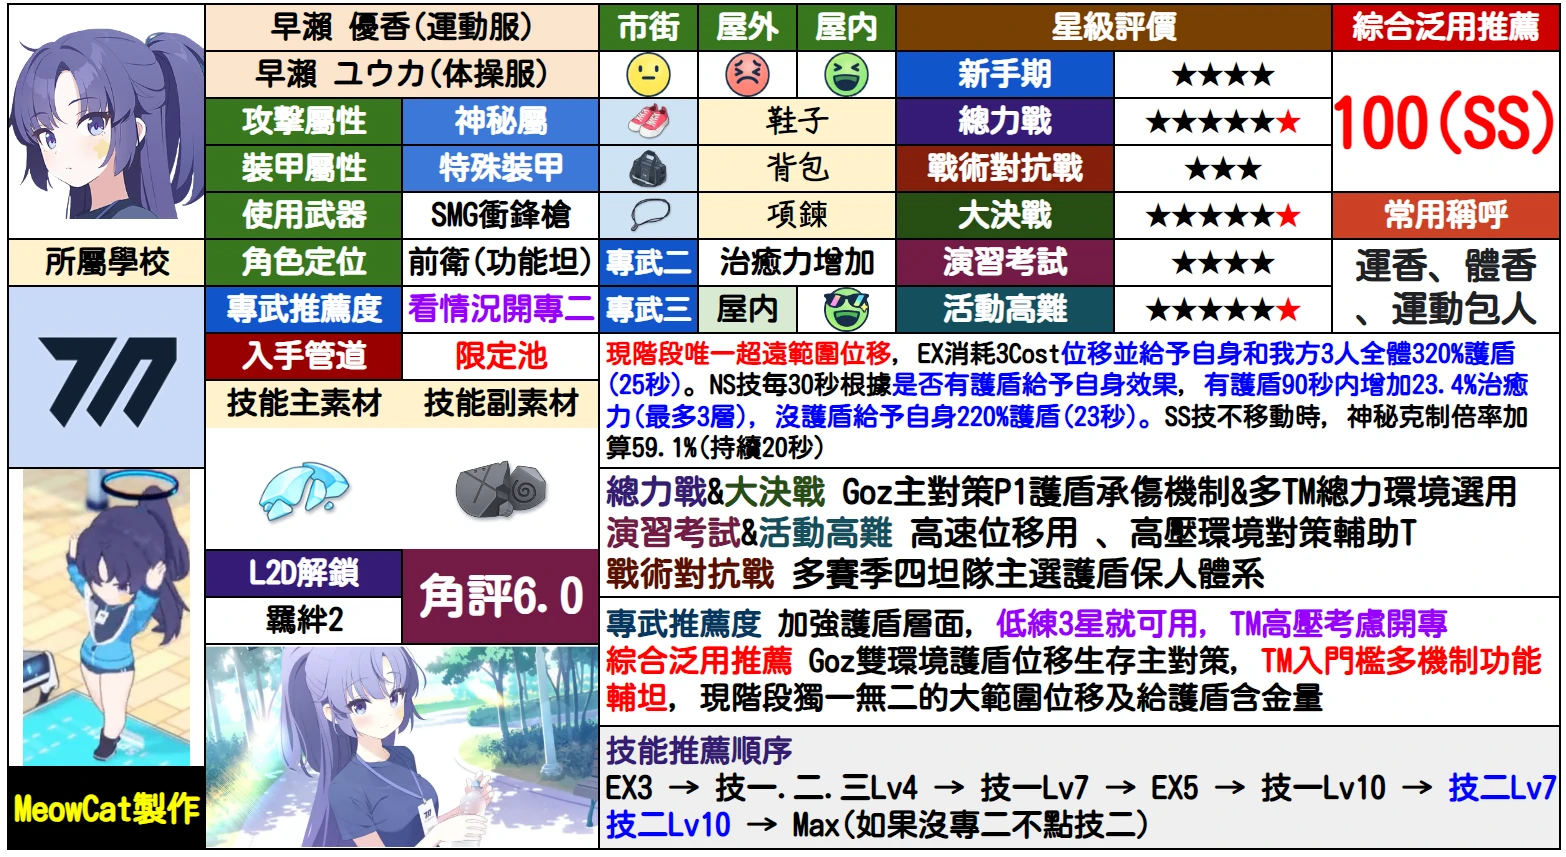 早瀨 優香(運動服)
早瀨 ユウカ(体操服)
市街 屋外 屋內
星級評價
綜合泛用推薦
新手期 ★★★★
100(SS)
攻擊屬性 神秘屬
鞋子
總力戰 ★★★★★★
裝甲屬性 特殊裝甲
背包
戰術對抗戰 ★★★
使用武器 SMG衝鋒槍
項鍊
大決戰 ★★★★★★
常用稱呼
所屬學校
角色定位 前衛(功能坦)
專武二 治癒力增加
演習考試 ★★★★
運香、體香
、運動包人
專武推薦度 看情況開專二
專武三 屋内
活動高難 ★★★★★★
入手管道 限定池
技能主素材 技能副素材
現階段唯一超遠範圍位移, EX消耗3Cost位移並給予自身和我方3人全體320%護盾
(25秒)。NS技每30秒根據是否有護盾給予自身效果, 有護盾90秒內增加23.4%治癒
力(最多3層), 沒護盾給予自身220%護盾(23秒)。SS技不移動時, 神秘克制倍率加
算59.1%(持續20秒)
總力戰&大決戰 Goz主對策P1護盾承傷機制&多TM總力環境選用
演習考試&活動高難 高速位移用 、高壓環境對策輔助T
戰術對抗戰 多賽季四坦隊主選護盾保人體系
L2D解鎖
羈絆2
角評6.0
專武推薦度 加強護盾層面, 低練3星就可用, TM高壓考慮開專
綜合泛用推薦 Goz雙環境護盾位移生存主對策, TM入門檻多機制功能
輔坦, 現階段獨一無二的大範圍位移及給護盾含金量
技能推薦順序
EX3 → 技一.二.三Lv4 → 技一Lv7 → EX5 → 技一Lv10 → 技二Lv7
技二Lv10 → Max(如果沒專二不點技二)
MeowCat製作